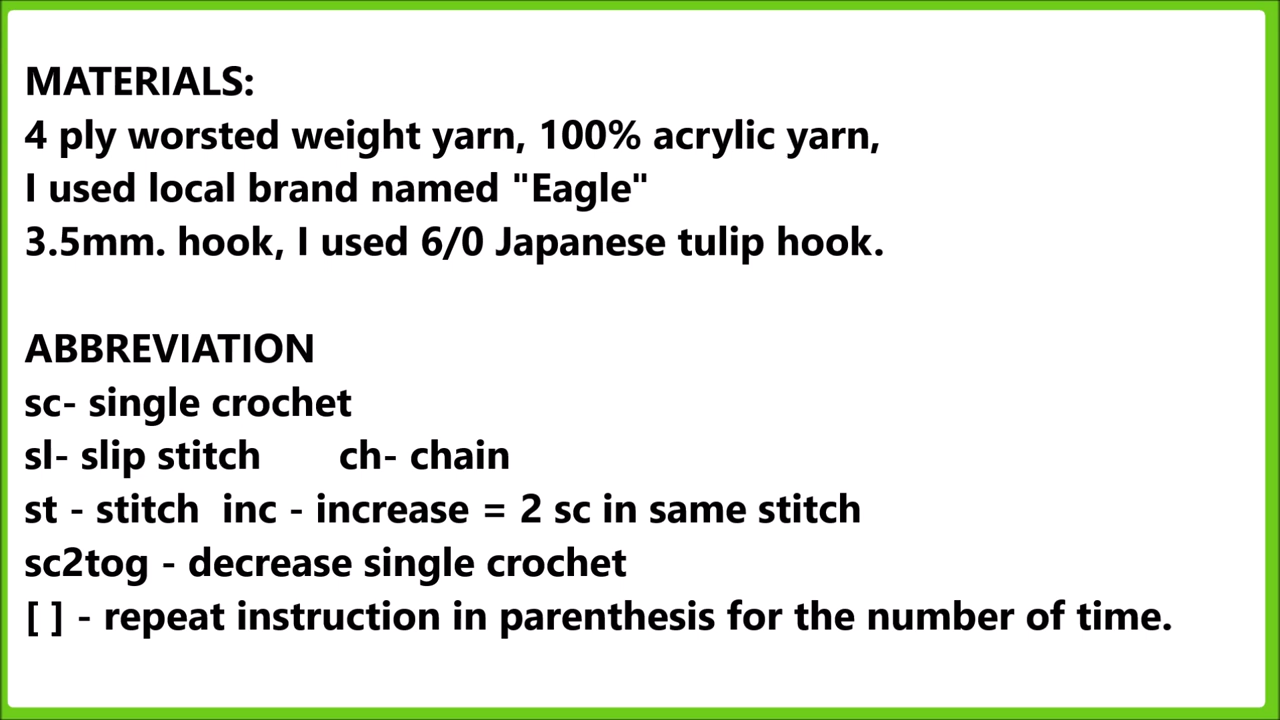 MATERIALS:
4 ply worsted weight yarn, 100% acrylic yarn,
I used local brand named "Eagle"
3.5mm. hook, I used 6/0 Japanese tulip hook.
ABBREVIATION
sc- single crochet
sl- slip stitch ch- chain
st - stitch inc - increase = 2 sc in same stitch
sc2tog - decrease single crochet
[ ] - repeat instruction in parenthesis for the number of time.